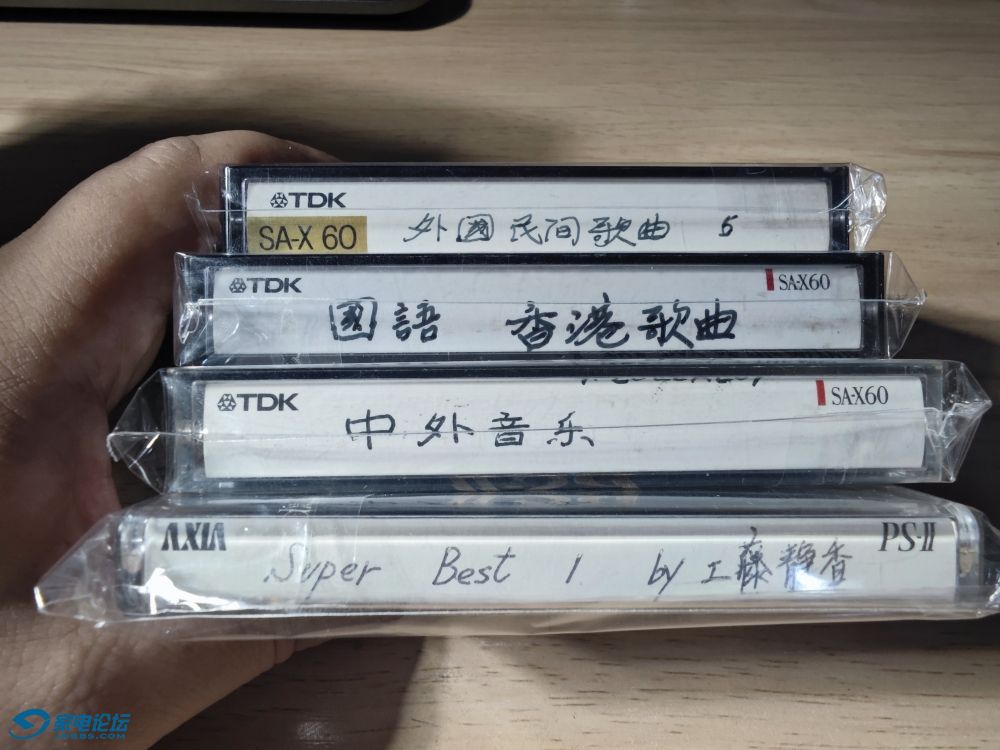 TDK
SA-X 60
外國民间歌曲 5
TDK
SA-X60
國語 香港歌曲
TDK
SA-X60
中外音乐
AXIA
PS-II
Super Best 1 by 工藤静香
家电论坛
JDBBS.COM